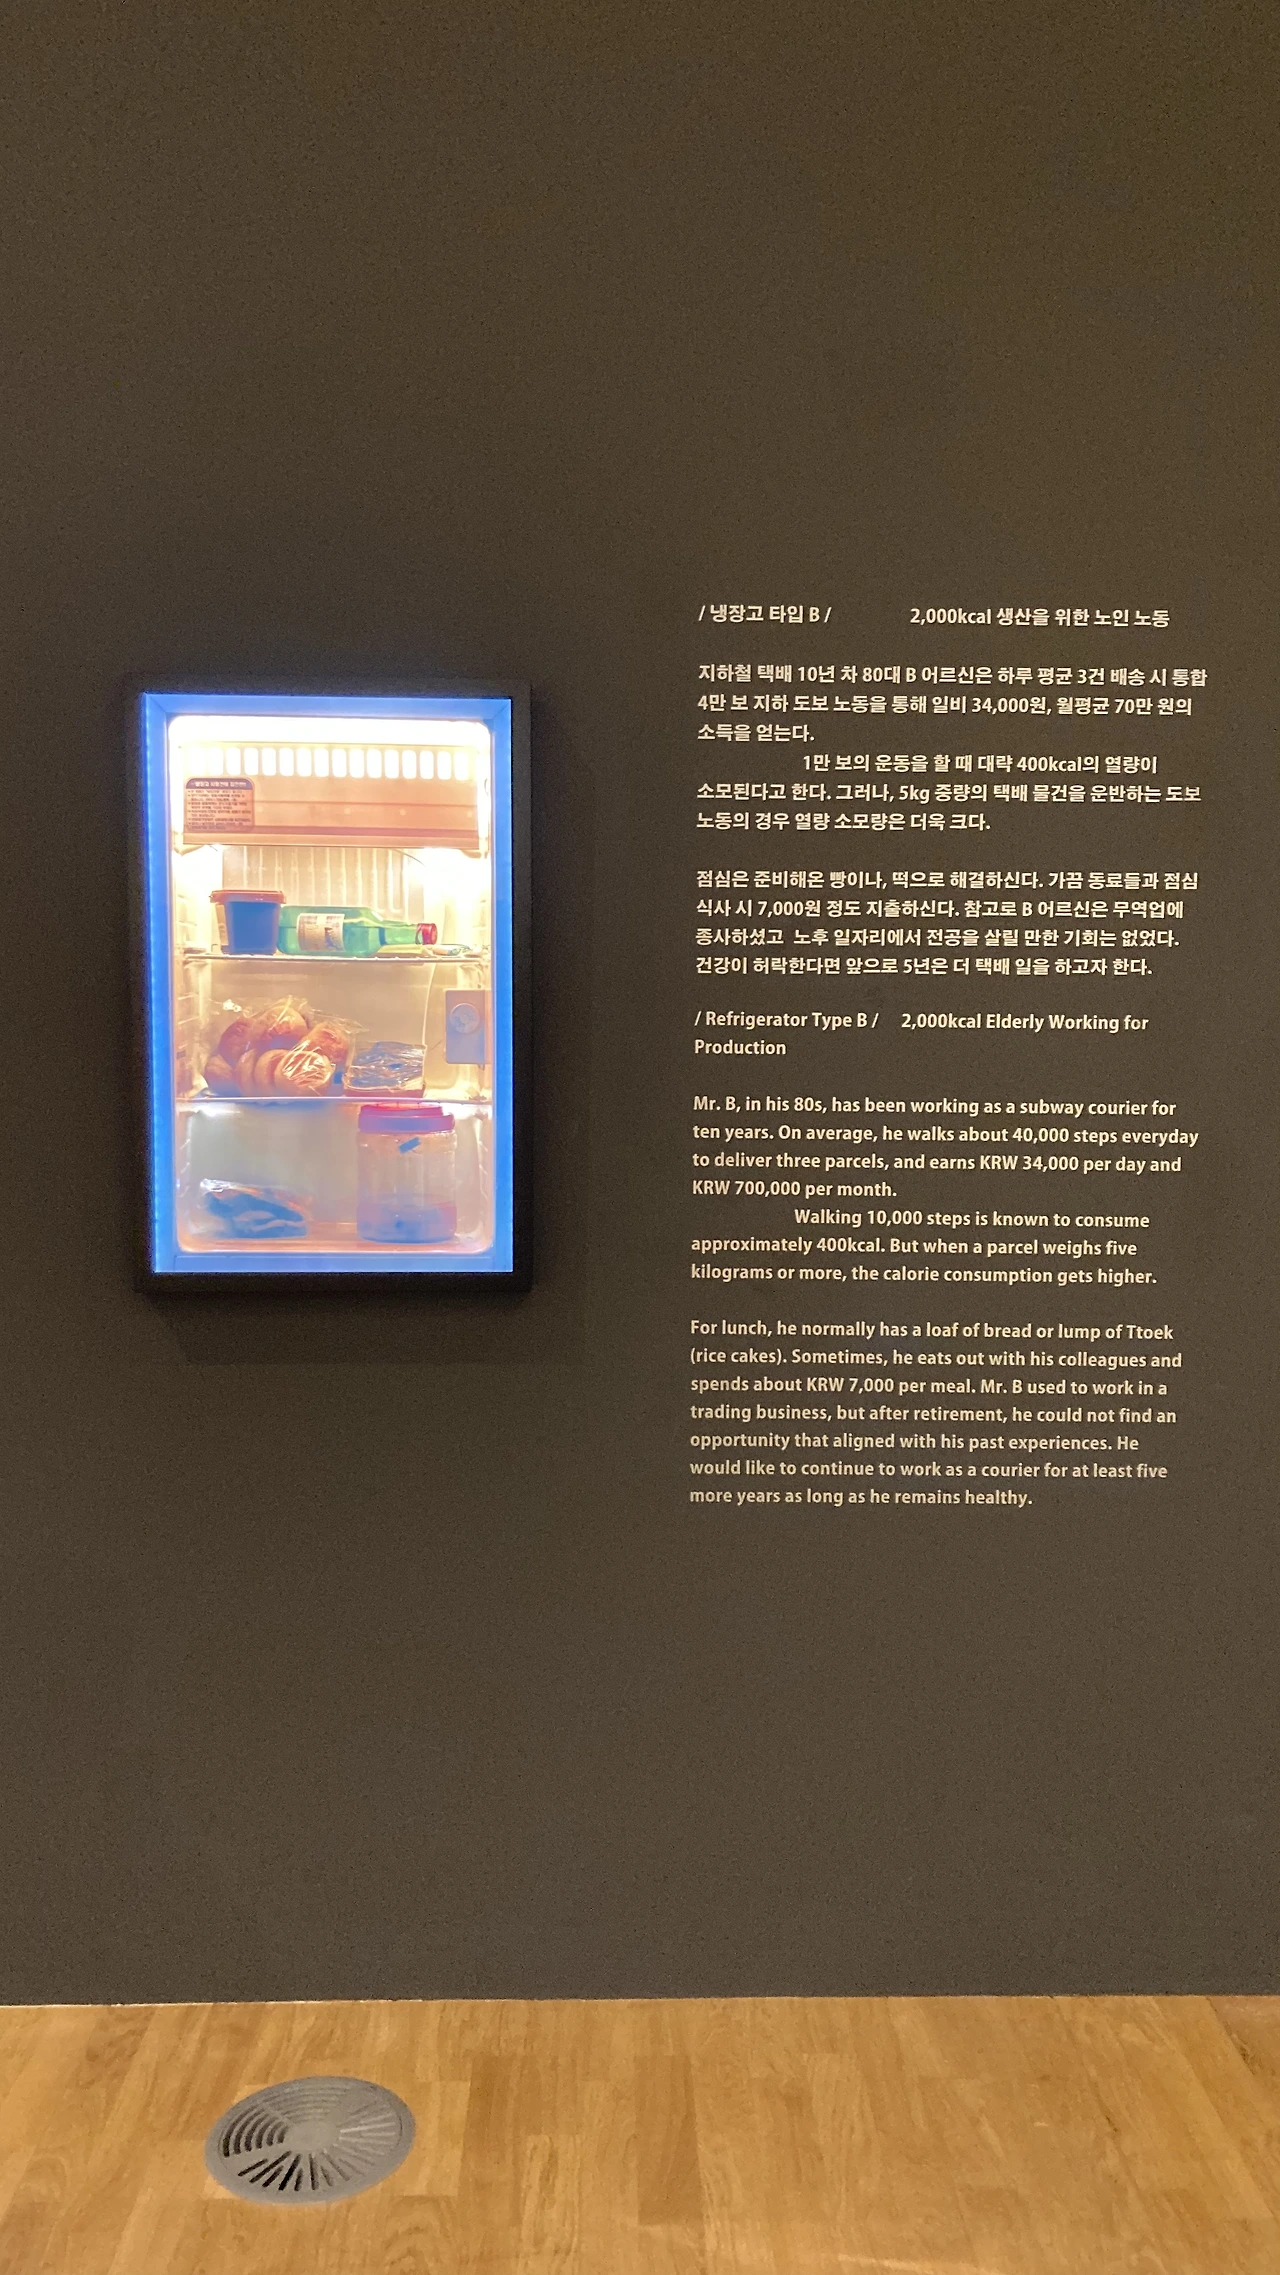 / 냉장고 타입 B / 2,000kcal 생산을 위한 노인 노동
지하철 택배 10년 차 80대 B 어르신은 하루 평균 3건 배송 시 통합
4만 보 지하 도보 노동을 통해 일비 34,000원, 월평균 70만 원의
소득을 얻는다.
1만 보의 운동을 할 때 대략 400kcal의 열량이
소모된다고 한다. 그러나, 5kg 중량의 택배 물건을 운반하는 도보
노동의 경우 열량 소모량은 더욱 크다.
점심은 준비해온 빵이나, 떡으로 해결하신다. 가끔 동료들과 점심
식사 시 7,000원 정도 지출하신다. 참고로 B 어르신은 무역업에
종사하셨고 노후 일자리에서 전공을 살릴 만한 기회는 없었다.
건강이 허락한다면 앞으로 5년은 더 택배 일을 하고자 한다.
/ Refrigerator Type B / 2,000kcal Elderly Working for
Production
Mr. B, in his 80s, has been working as a subway courier for
ten years. On average, he walks about 40,000 steps everyday
to deliver three parcels, and earns KRW 34,000 per day and
KRW 700,000 per month.
Walking 10,000 steps is known to consume
approximately 400kcal. But when a parcel weighs five
kilograms or more, the calorie consumption gets higher.
For lunch, he normally has a loaf of bread or lump of Ttoek
(rice cakes). Sometimes, he eats out with his colleagues and
spends about KRW 7,000 per meal. Mr. B used to work in a
trading business, but after retirement, he could not find an
opportunity that aligned with his past experiences. He
would like to continue to work as a courier for at least five
more years as long as he remains healthy.